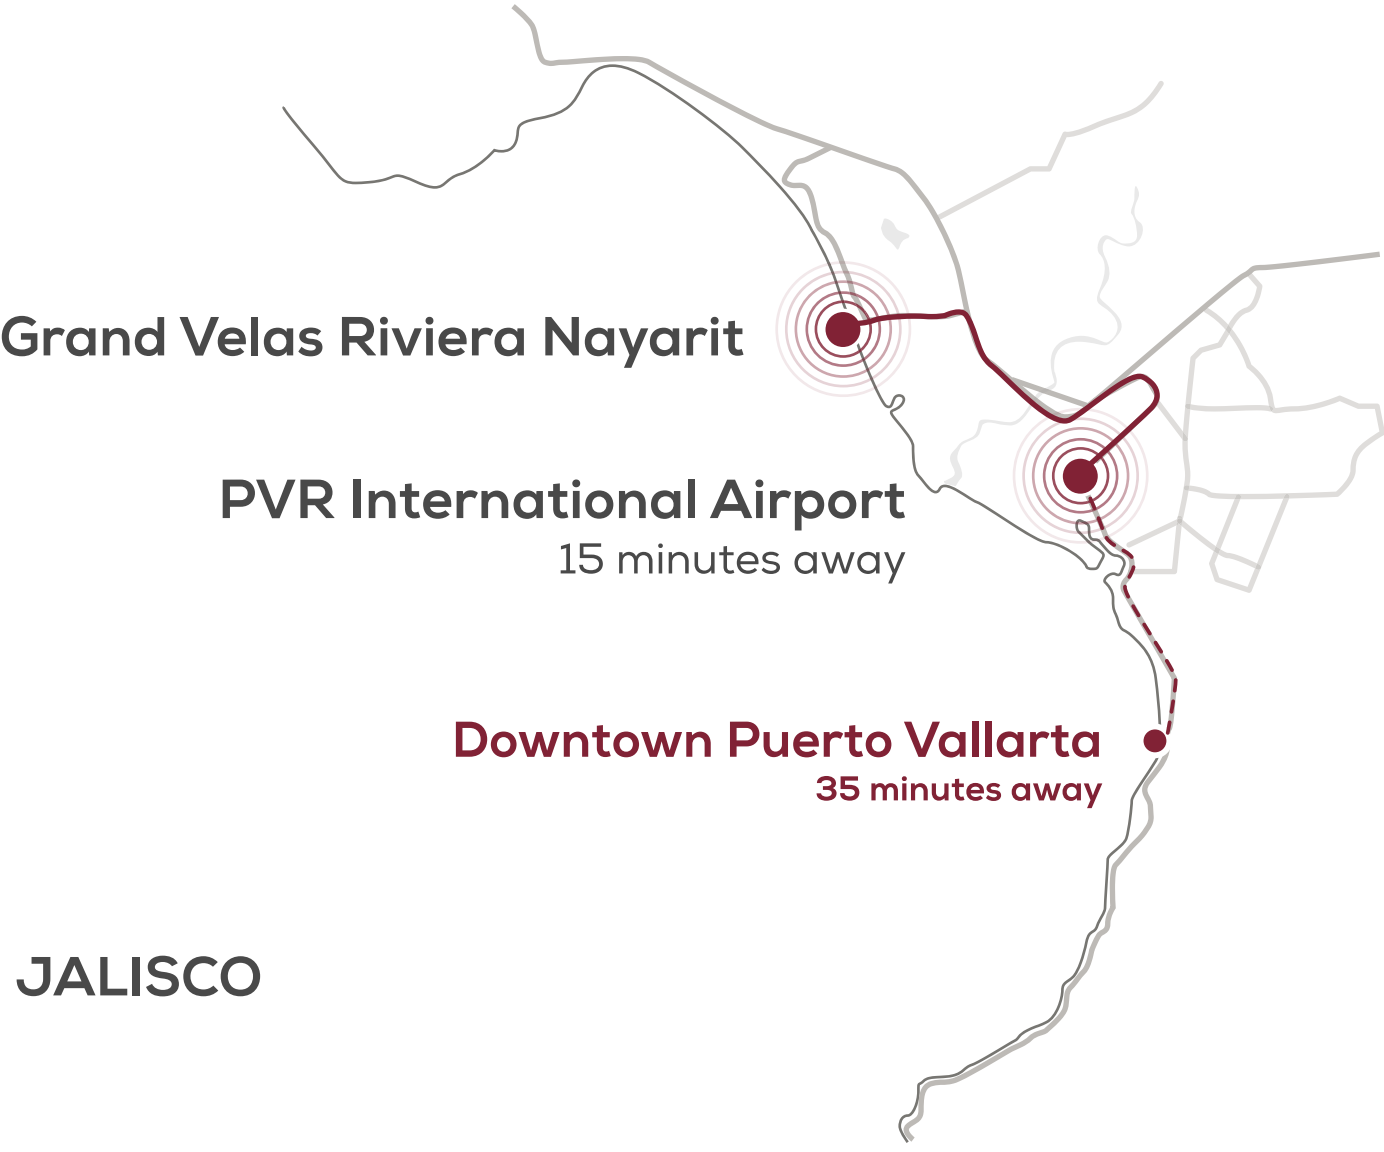 Grand Velas Riviera Nayarit
PVR International Airport
15 minutes away
Downtown Puerto Vallarta
35 minutes away
JALISCO